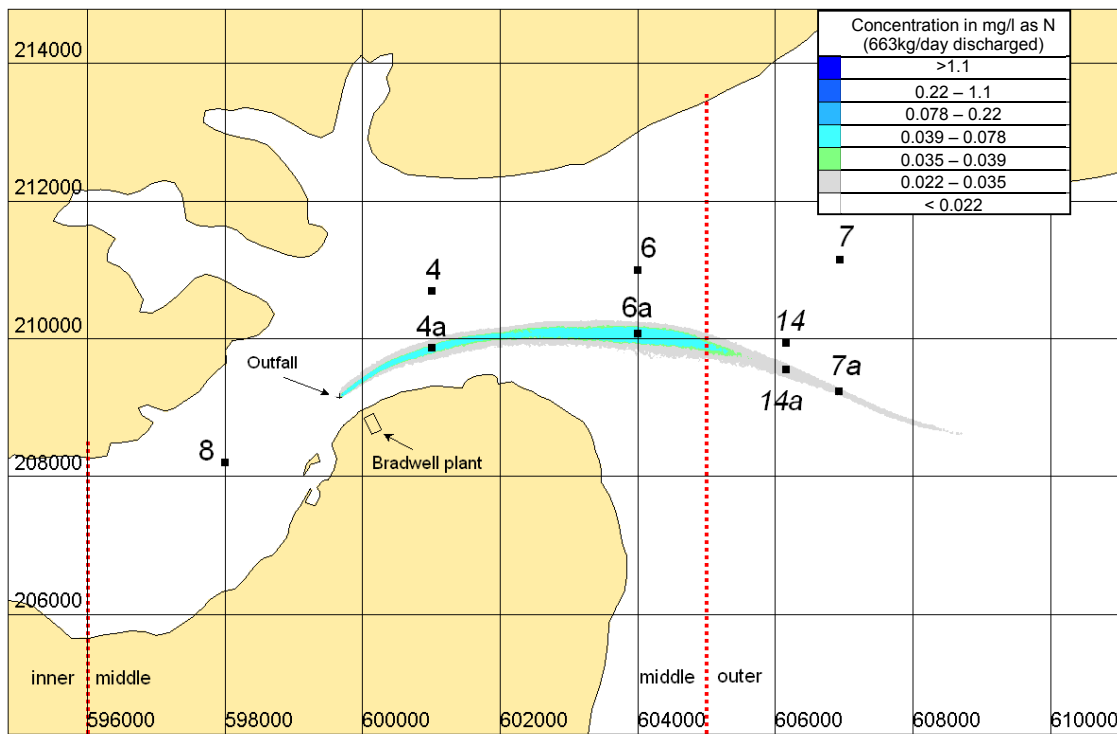 Concentration in mg/l as N
(663kg/day discharged)
>1.1
0.22 – 1.1
0.078 – 0.22
0.039 – 0.078
0.035 – 0.039
0.022 – 0.035
< 0.022
214000
212000
210000
208000
206000
4
6
7
4a
6a
14
14a
7a
8
Outfall
Bradwell plant
inner
middle
middle
outer
596000
598000
600000
602000
604000
606000
608000
610000